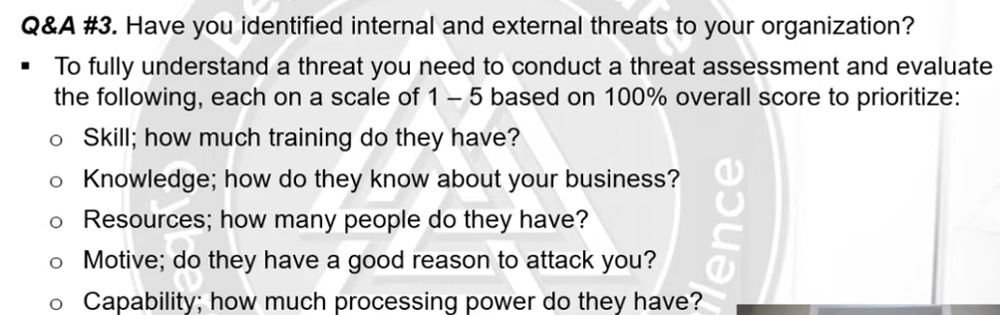 Q&A #3. Have you identified internal and external threats to your organization?
▪ To fully understand a threat you need to conduct a threat assessment and evaluate
the following, each on a scale of 1 – 5 based on 100% overall score to prioritize:
o Skill; how much training do they have?
o Knowledge; how do they know about your business?
o Resources; how many people do they have?
o Motive; do they have a good reason to attack you?
o Capability; how much processing power do they have?